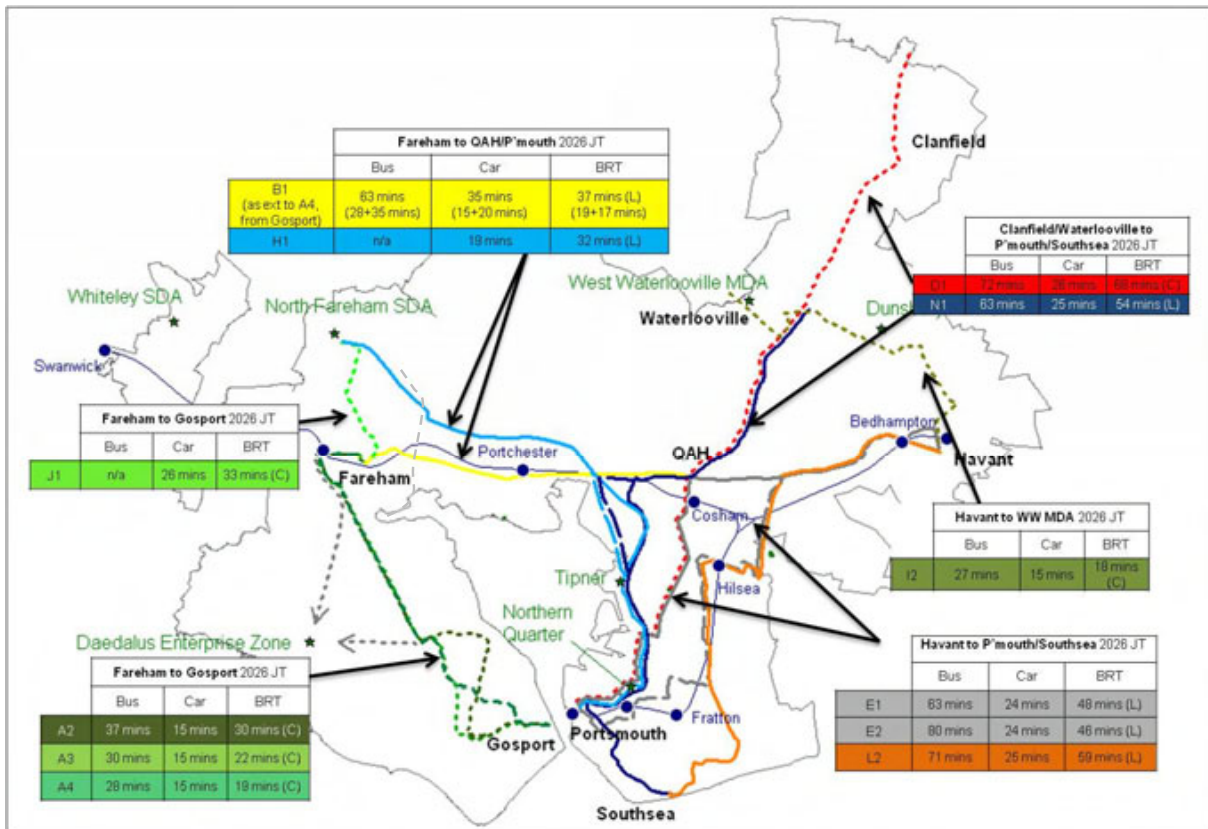 Clanfield
Fareham to QAH/P'mouth 2026 JT
Bus Car BRT
B1
(as ext to A4,
from Gosport)
63 mins
(28+35 mins)
35 mins
(15+20 mins)
37 mins (L)
(19+17 mins)
H1 n/a 19 mins 32 mins (L)
Clanfield/Waterlooville to
P'mouth/Southsea 2026 JT
Bus Car BRT
D1 72 mins 26 mins 68 mins (C)
N1 63 mins 25 mins 54 mins (L)
West Waterlooville MDA
Whiteley SDA
North Fareham SDA
Waterlooville
Swanwick
Fareham to Gosport 2026 JT
Bus Car BRT
J1 n/a 26 mins 33 mins (C)
Bedhampton
QAH
Portchester
Havant
Fareham
Cosham
Havant to WW MDA 2026 JT
Bus Car BRT
I2 27 mins 15 mins 18 mins
(C)
Hilsea
Tipner
Northern
Quarter
Daedalus Enterprise Zone
Fareham to Gosport 2026 JT
Bus Car BRT
A2 37 mins 15 mins 30 mins (C)
A3 30 mins 15 mins 22 mins (C)
A4 28 mins 15 mins 19 mins (C)
Havant to P'mouth/Southsea 2026 JT
Bus Car BRT
E1 63 mins 24 mins 48 mins (L)
E2 80 mins 24 mins 46 mins (L)
L2 71 mins 25 mins 59 mins (L)
Gosport
Portsmouth
Fratton
Southsea